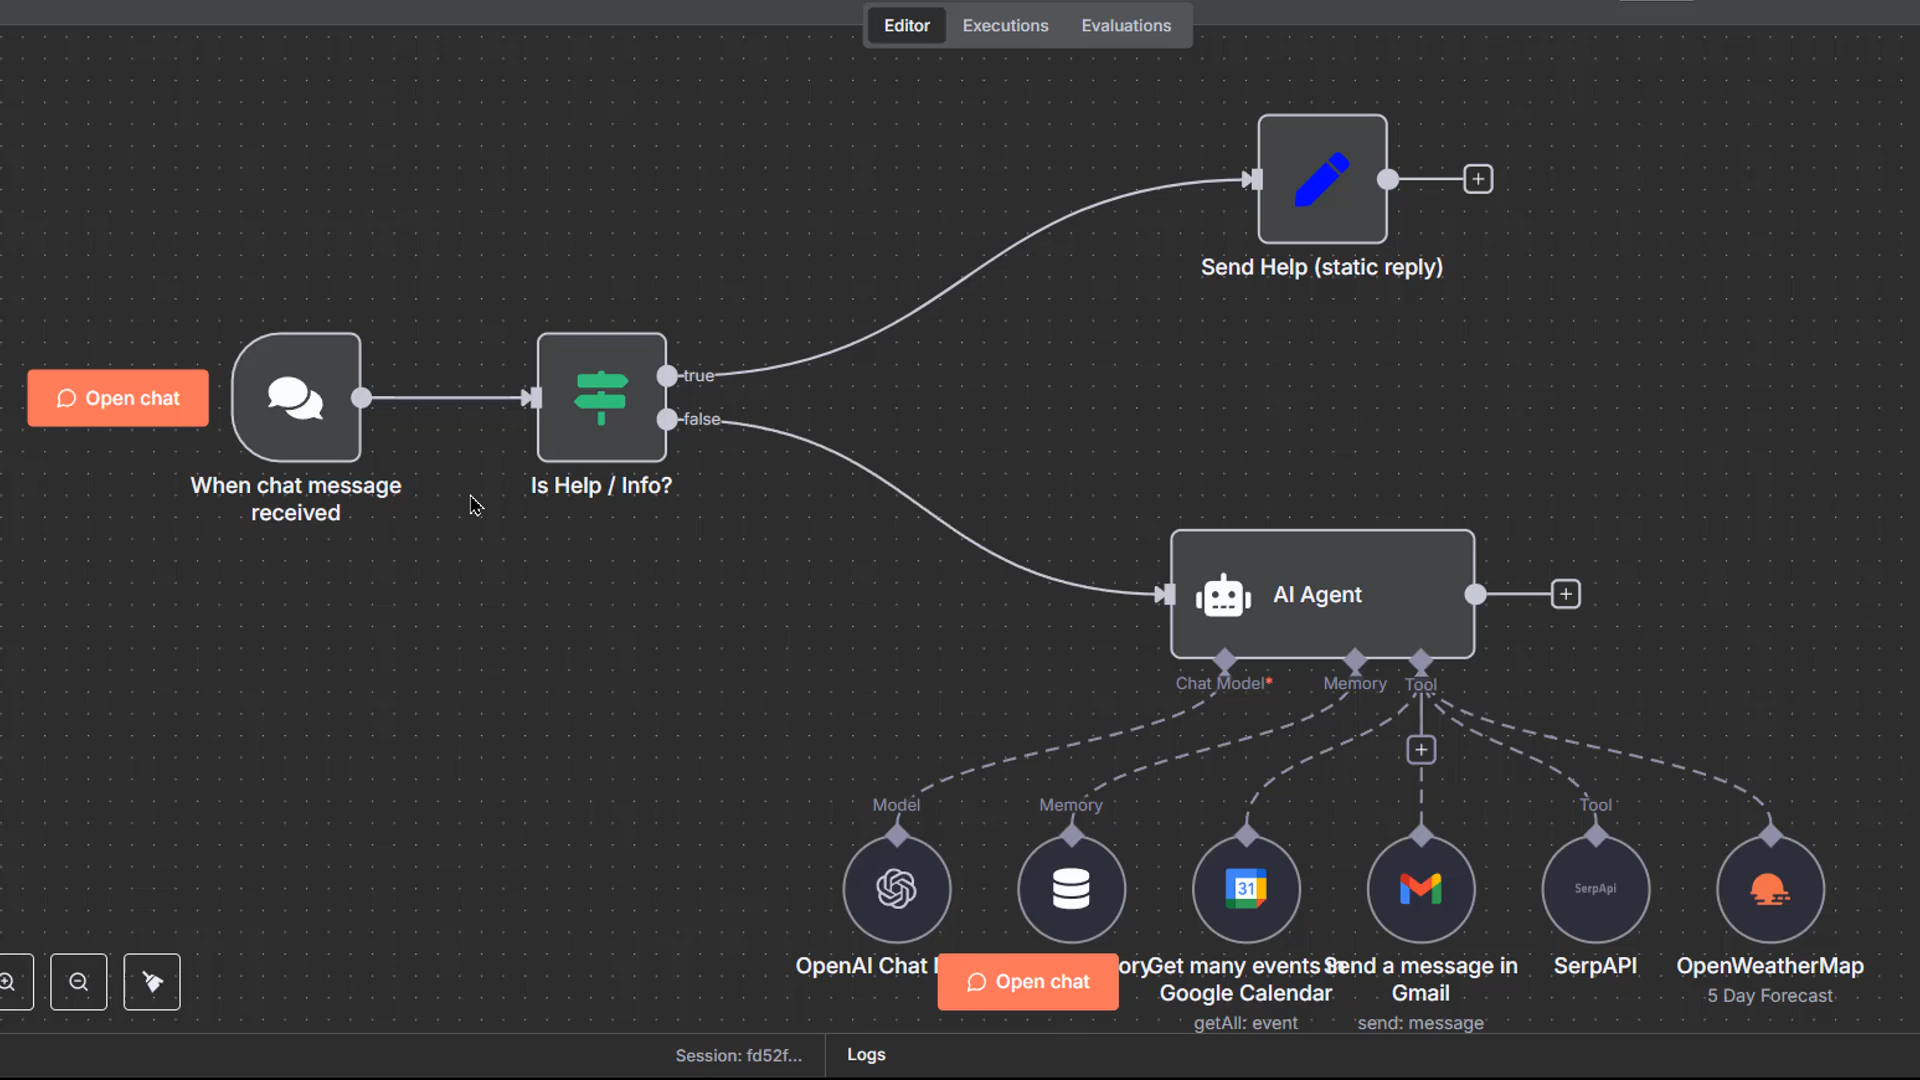 Editor Executions Evaluations
Send Help (static reply)
true
Open chat
false
When chat message
received
Is Help / Info?
AI Agent
Chat Model* Memory Tool
Model Memory Tool
31 SerpApi
OpenAI Chat
Open chat
Get many events in
Google Calendar
getAll: event
Send a message in
Gmail
send: message
SerpAPI
OpenWeatherMap
5 Day Forecast
Session: fd52f... Logs